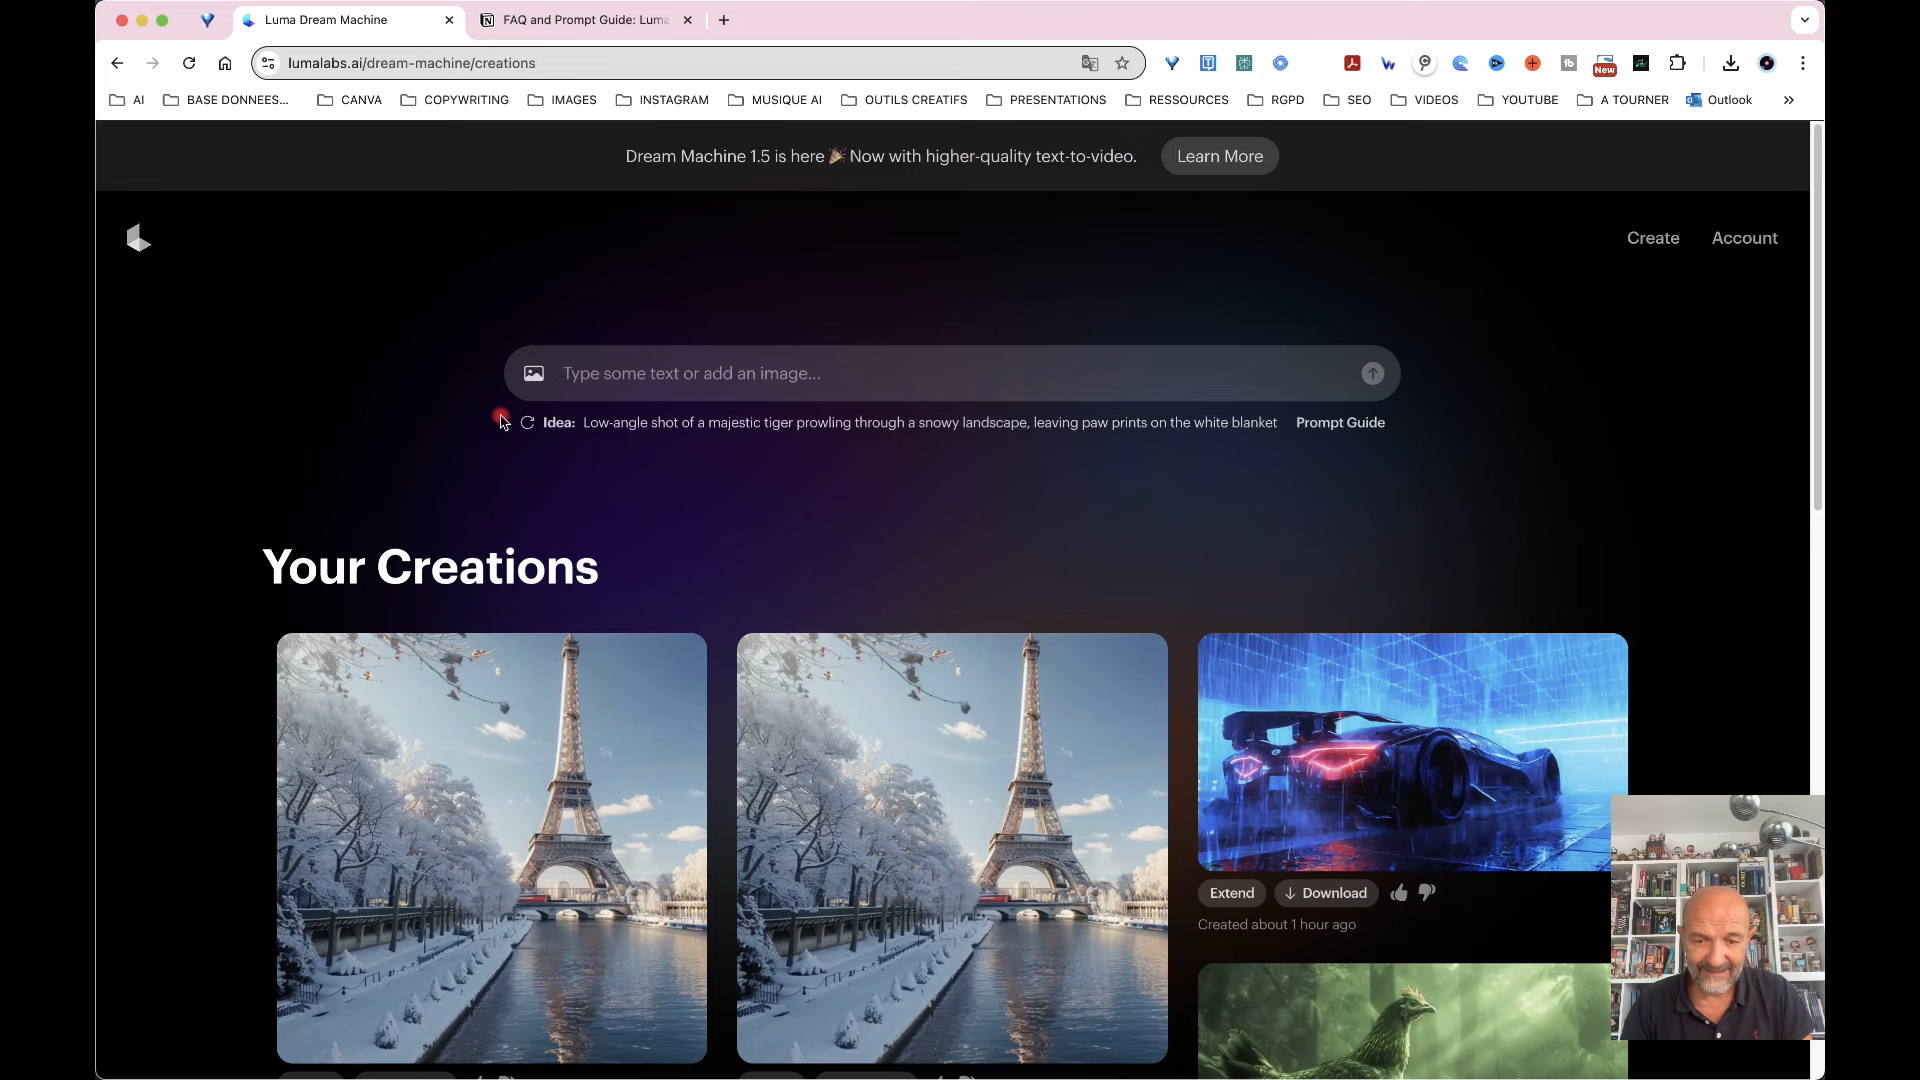 Luma Dream Machine
FAQ and Prompt Guide: Luma
lumalabs.ai/dream-machine/creations
New
AI
BASE DONNEES...
CANVA
COPYWRITING
IMAGES
INSTAGRAM
MUSIQUE AI
OUTILS CREATIFS
PRESENTATIONS
RESSOURCES
RGPD
SEO
VIDEOS
YOUTUBE
A TOURNER
Outlook
Dream Machine 1.5 is here 🎉 Now with higher-quality text-to-video.
Learn More
Create
Account
Type some text or add an image...
Idea: Low-angle shot of a majestic tiger prowling through a snowy landscape, leaving paw prints on the white blanket
Prompt Guide
Your Creations
Extend
Download
Created about 1 hour ago